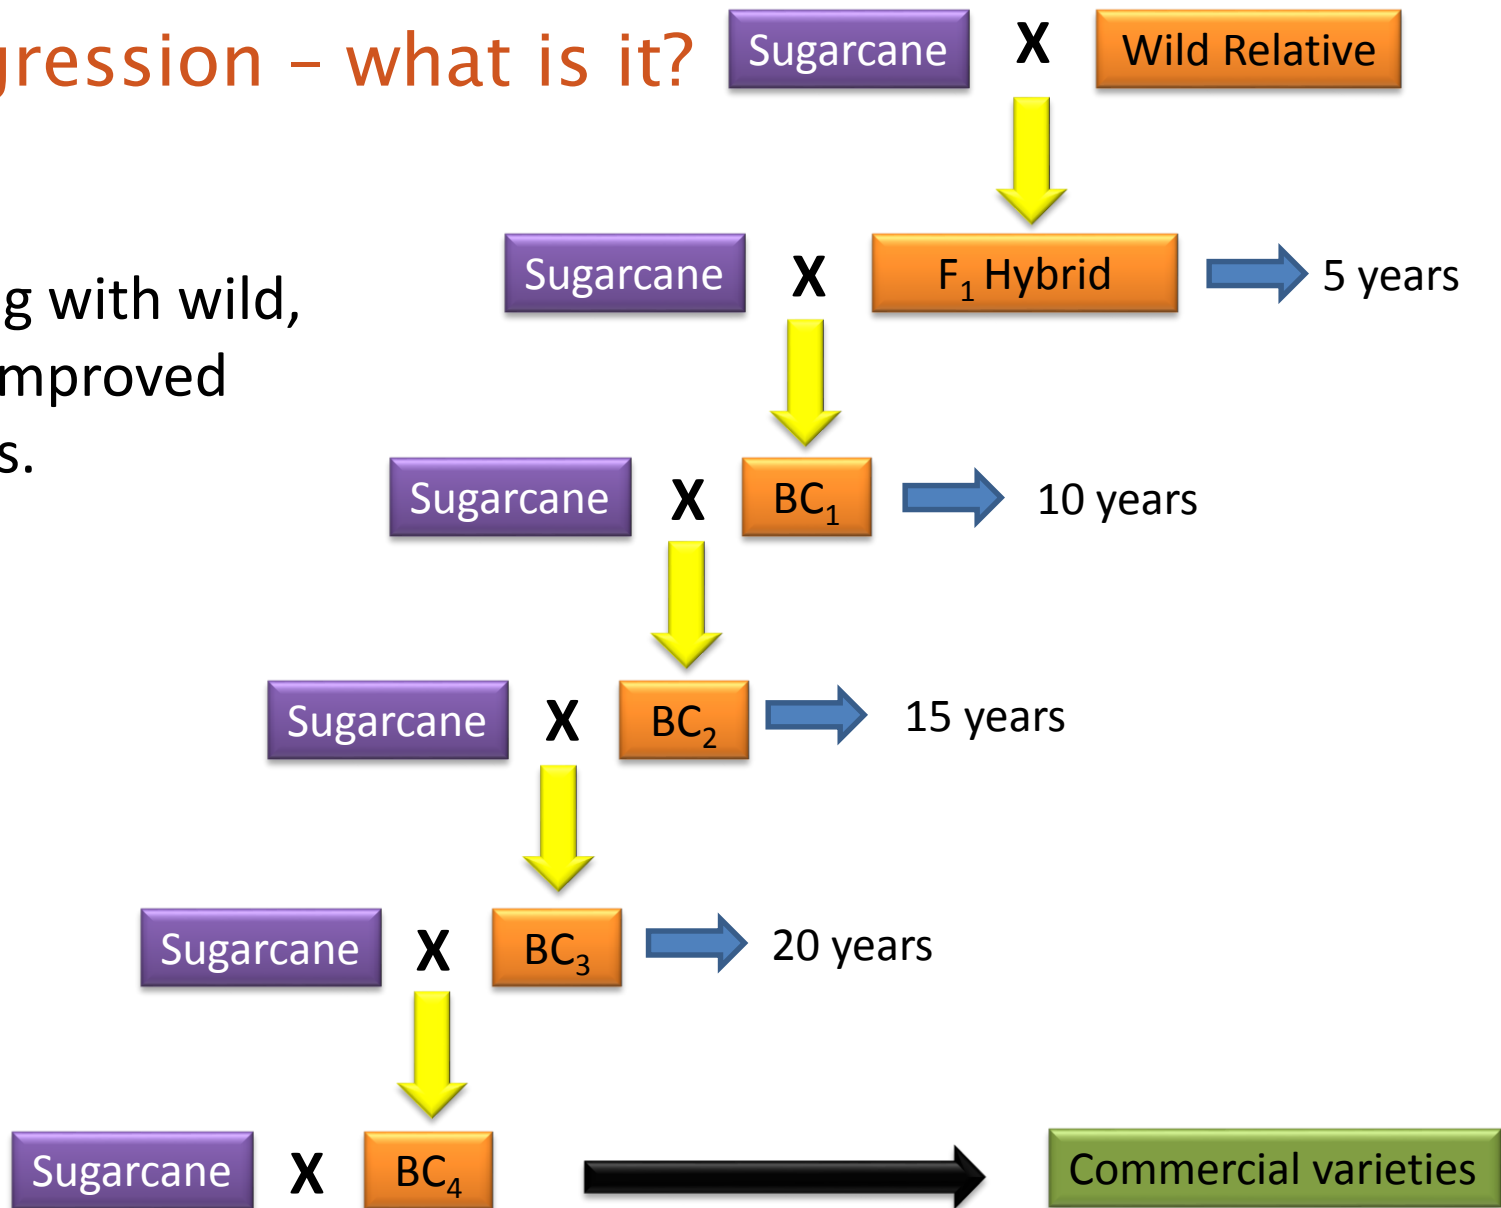 gression – what is it?
Sugarcane X Wild Relative
g with wild,
mproved
s.
Sugarcane X F₁ Hybrid 5 years
Sugarcane X BC₁ 10 years
Sugarcane X BC₂ 15 years
Sugarcane X BC₃ 20 years
Sugarcane X BC₄ Commercial varieties